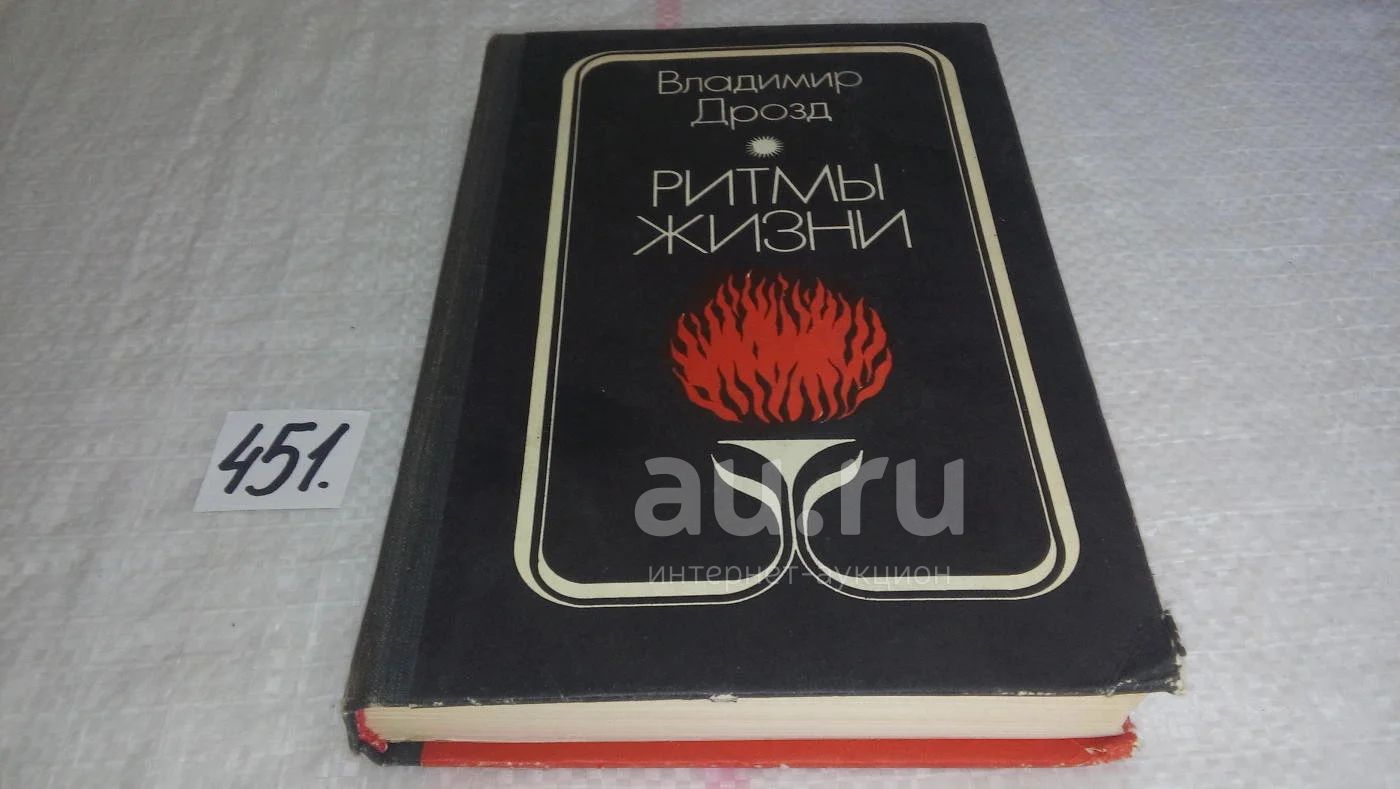 Владимир
Дрозд
РИТМЫ
ЖИЗНИ
451.
au.ru
интернет-аукцион